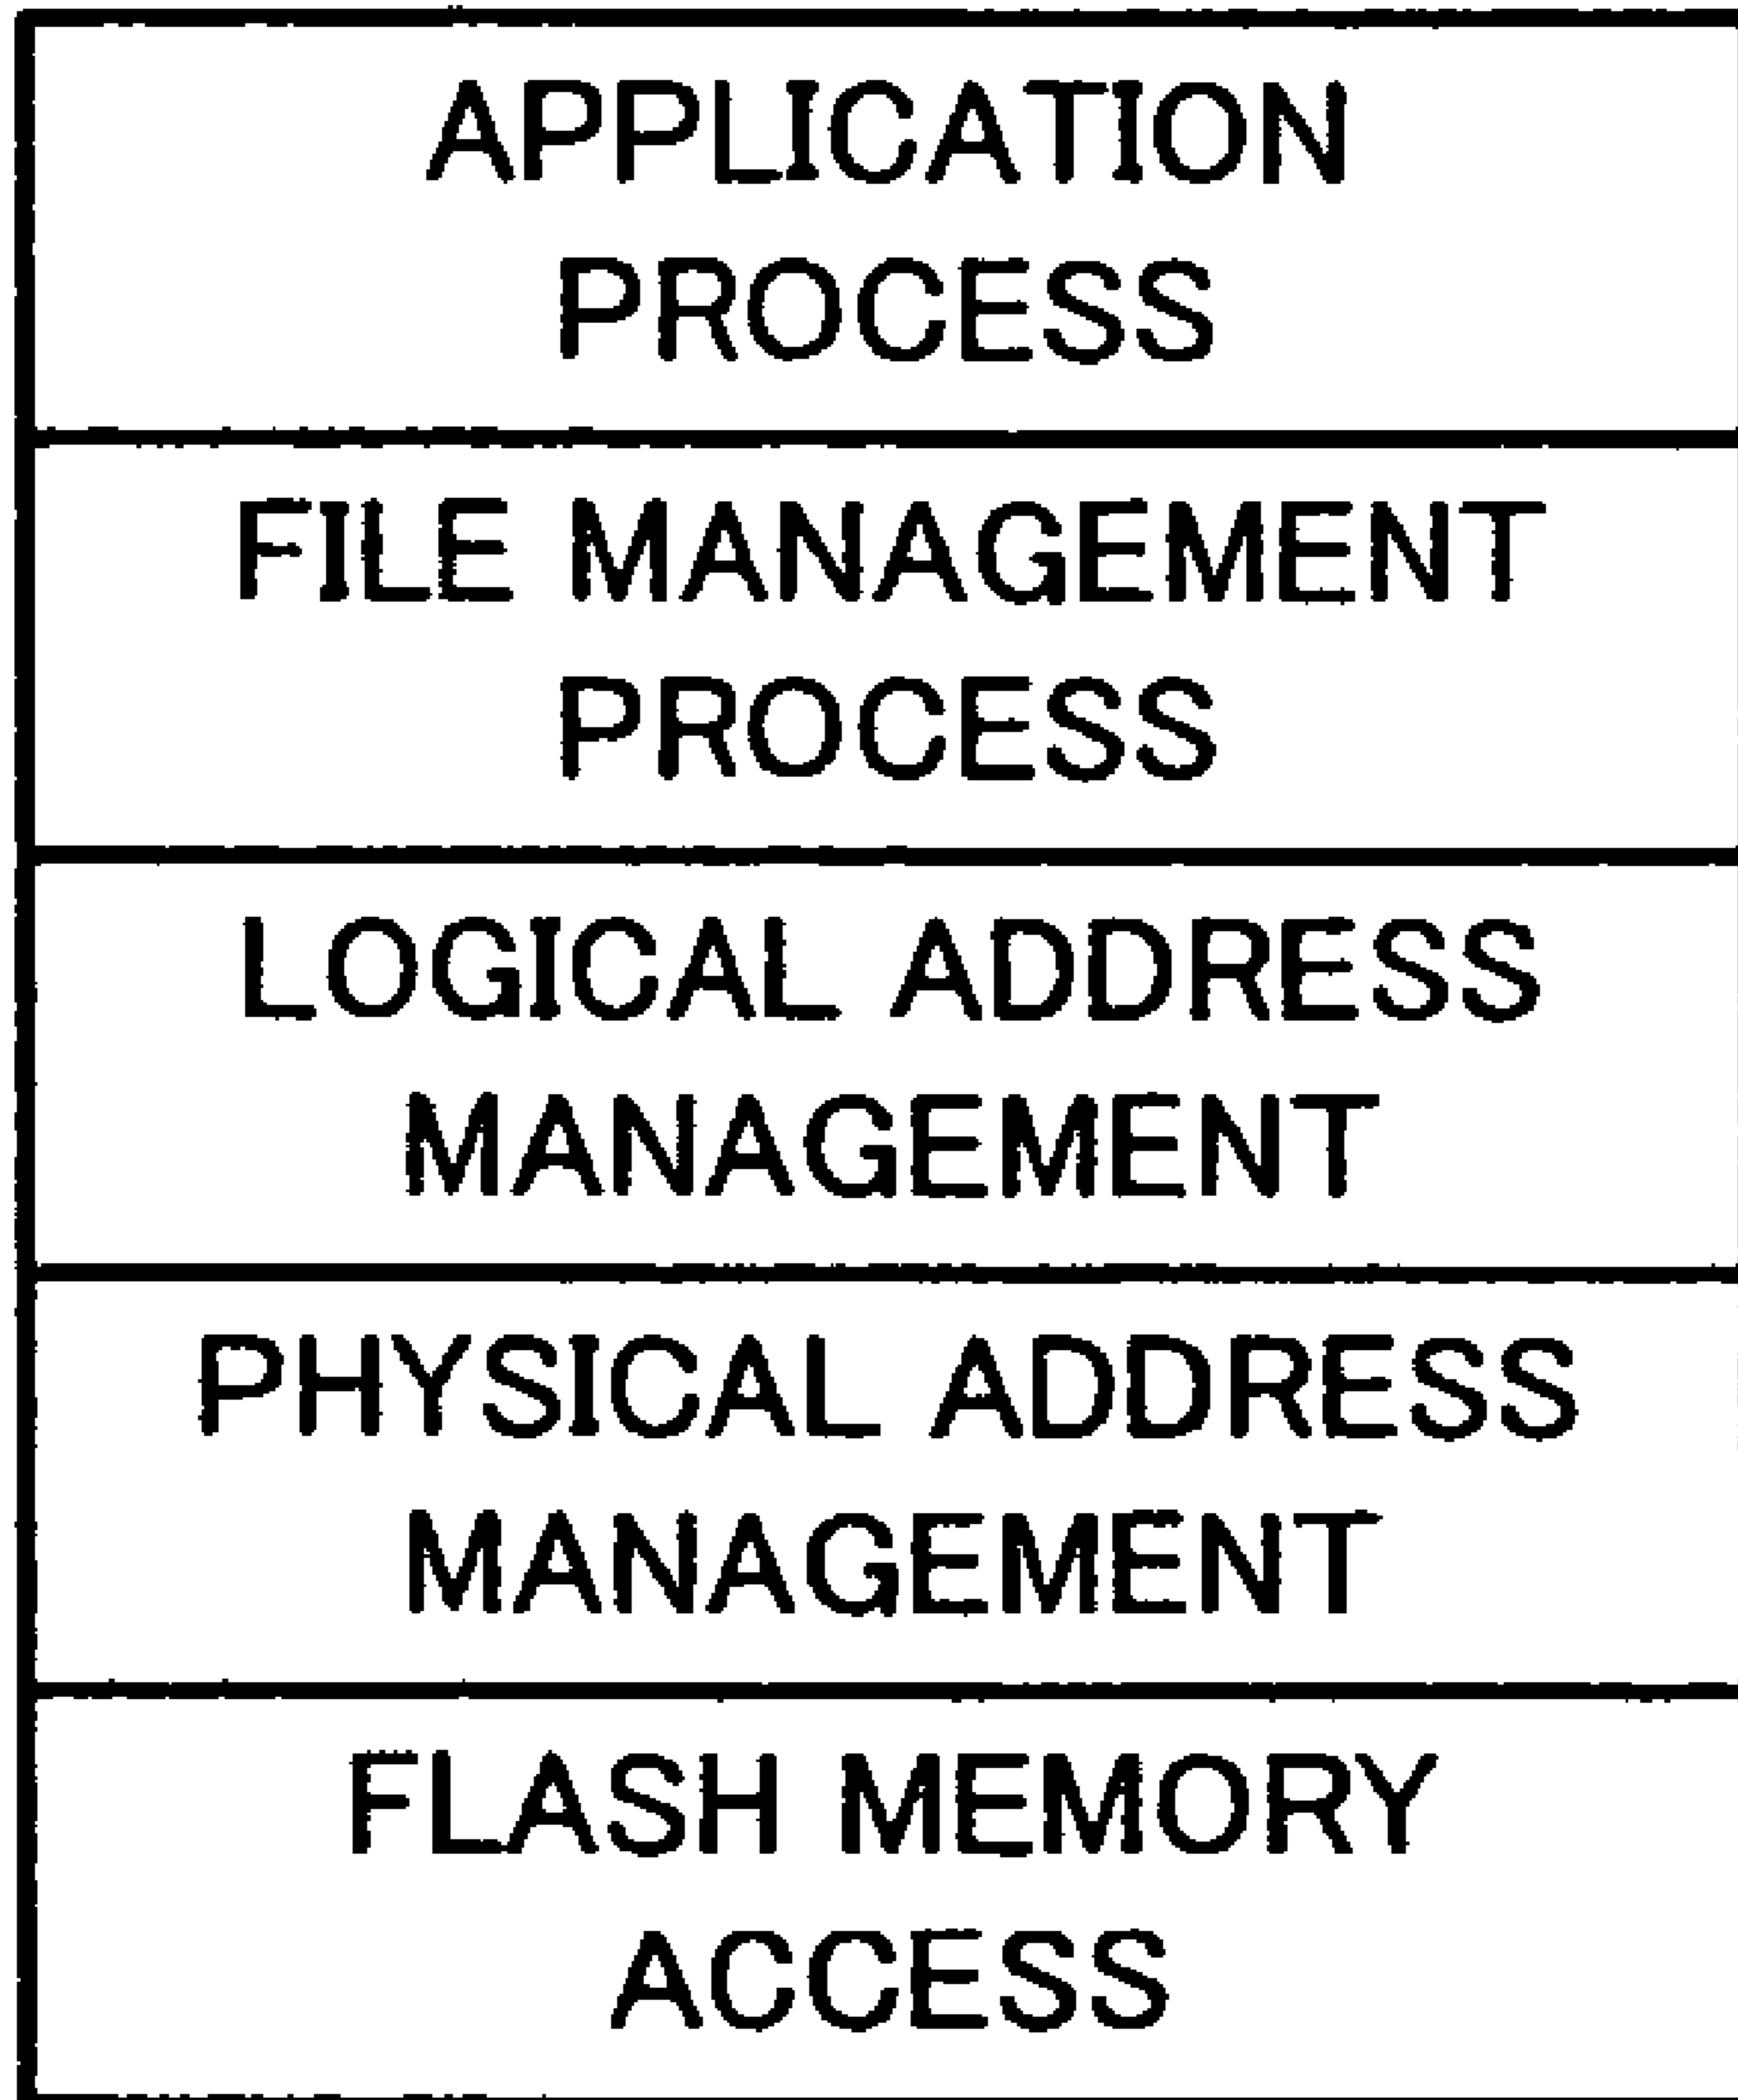 APPLICATION
PROCESS
FILE MANAGEMENT
PROCESS
LOGICAL ADDRESS
MANAGEMENT
PHYSICAL ADDRESS
MANAGEMENT
FLASH MEMORY
ACCESS